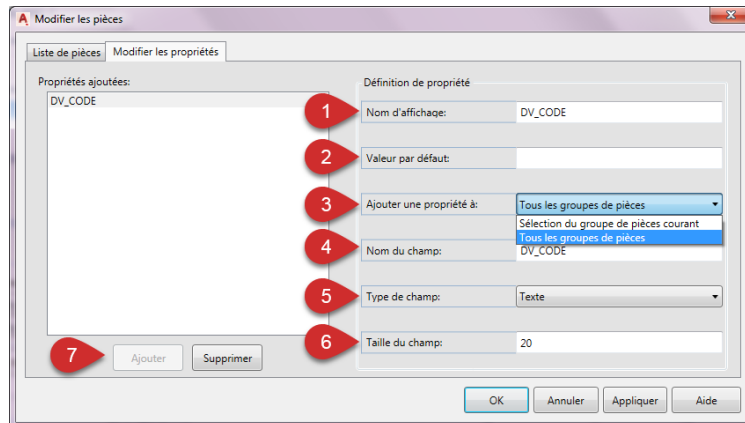 Modifier les pièces
Liste de pièces Modifier les propriétés
Propriétés ajoutées:
DV_CODE
Définition de propriété
1 Nom d'affichage: DV_CODE
2 Valeur par défaut:
3 Ajouter une propriété à: Tous les groupes de pièces
Sélection du groupe de pièces courant
Tous les groupes de pièces
4 Nom du champ: DV_CODE
5 Type de champ: Texte
6 Taille du champ: 20
7 Ajouter Supprimer
OK Annuler Appliquer Aide